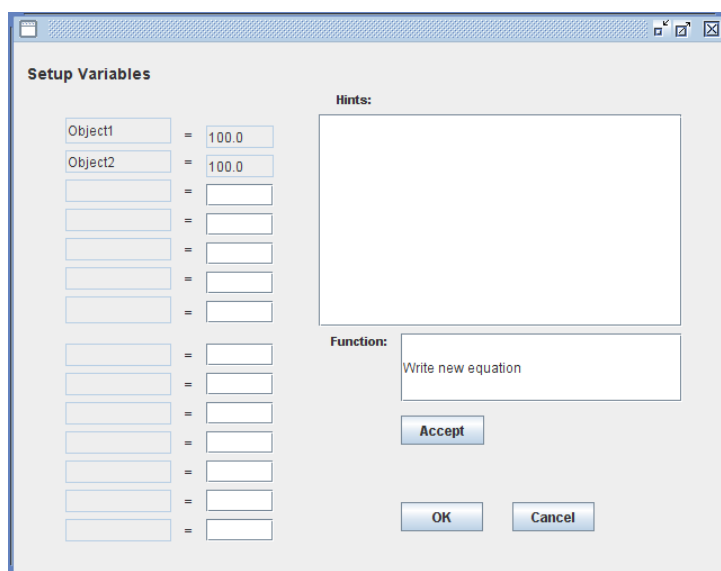 Setup Variables
Hints:
Object1 = 100.0
Object2 = 100.0
=
=
=
=
=
Function:
Write new equation
=
=
=
=
=
=
=
Accept
OK
Cancel